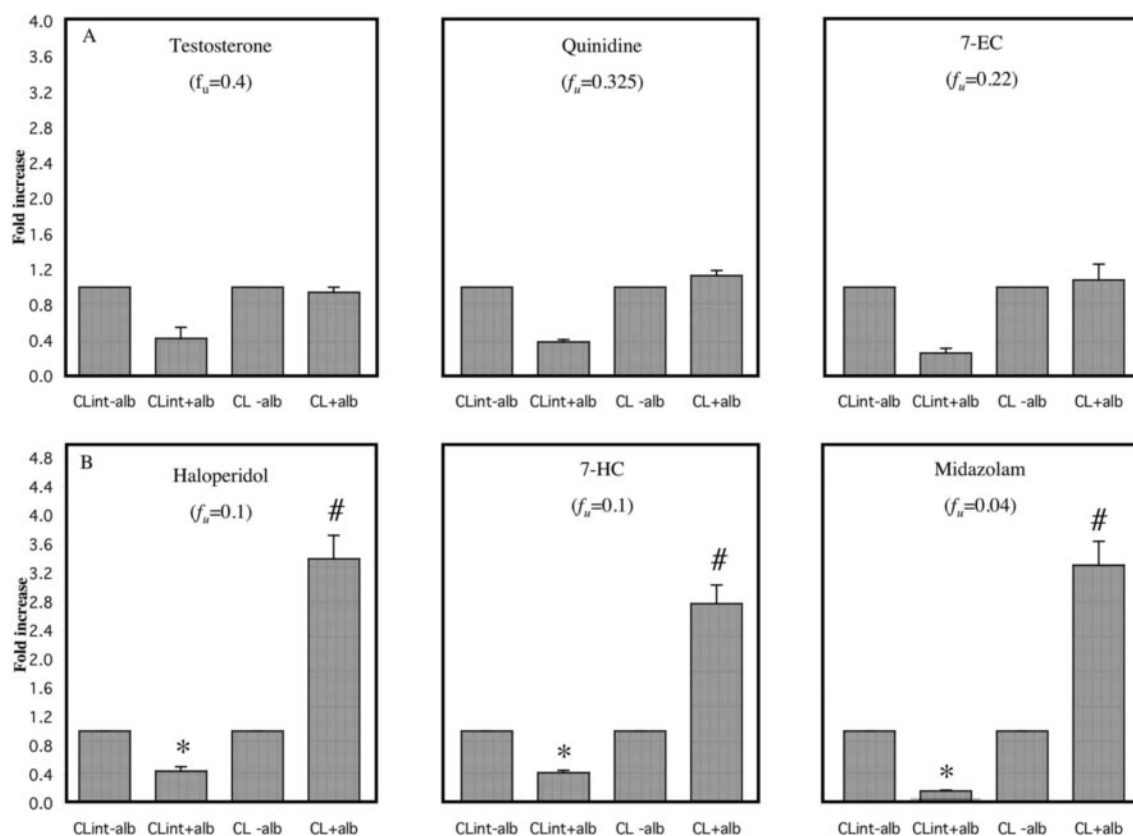 A
Testosterone
(fu=0.4)
Quinidine
(fu=0.325)
7-EC
(fu=0.22)
Fold increase
4.0
3.6
3.2
2.8
2.4
2.0
1.6
1.2
0.8
0.4
0.0
CLint-alb CLint+alb CL -alb CL+alb
CLint-alb CLint+alb CL -alb CL+alb
CLint-alb CLint+alb CL -alb CL+alb
B
Haloperidol
(fu=0.1)
#
*
7-HC
(fu=0.1)
#
*
Midazolam
(fu=0.04)
#
*
Fold increase
4.8
4.4
4.0
3.6
3.2
2.8
2.4
2.0
1.6
1.2
0.8
0.4
0.0
CLint-alb CLint+alb CL -alb CL+alb
CLint-alb CLint+alb CL -alb CL+alb
CLint-alb CLint+alb CL -alb CL+alb